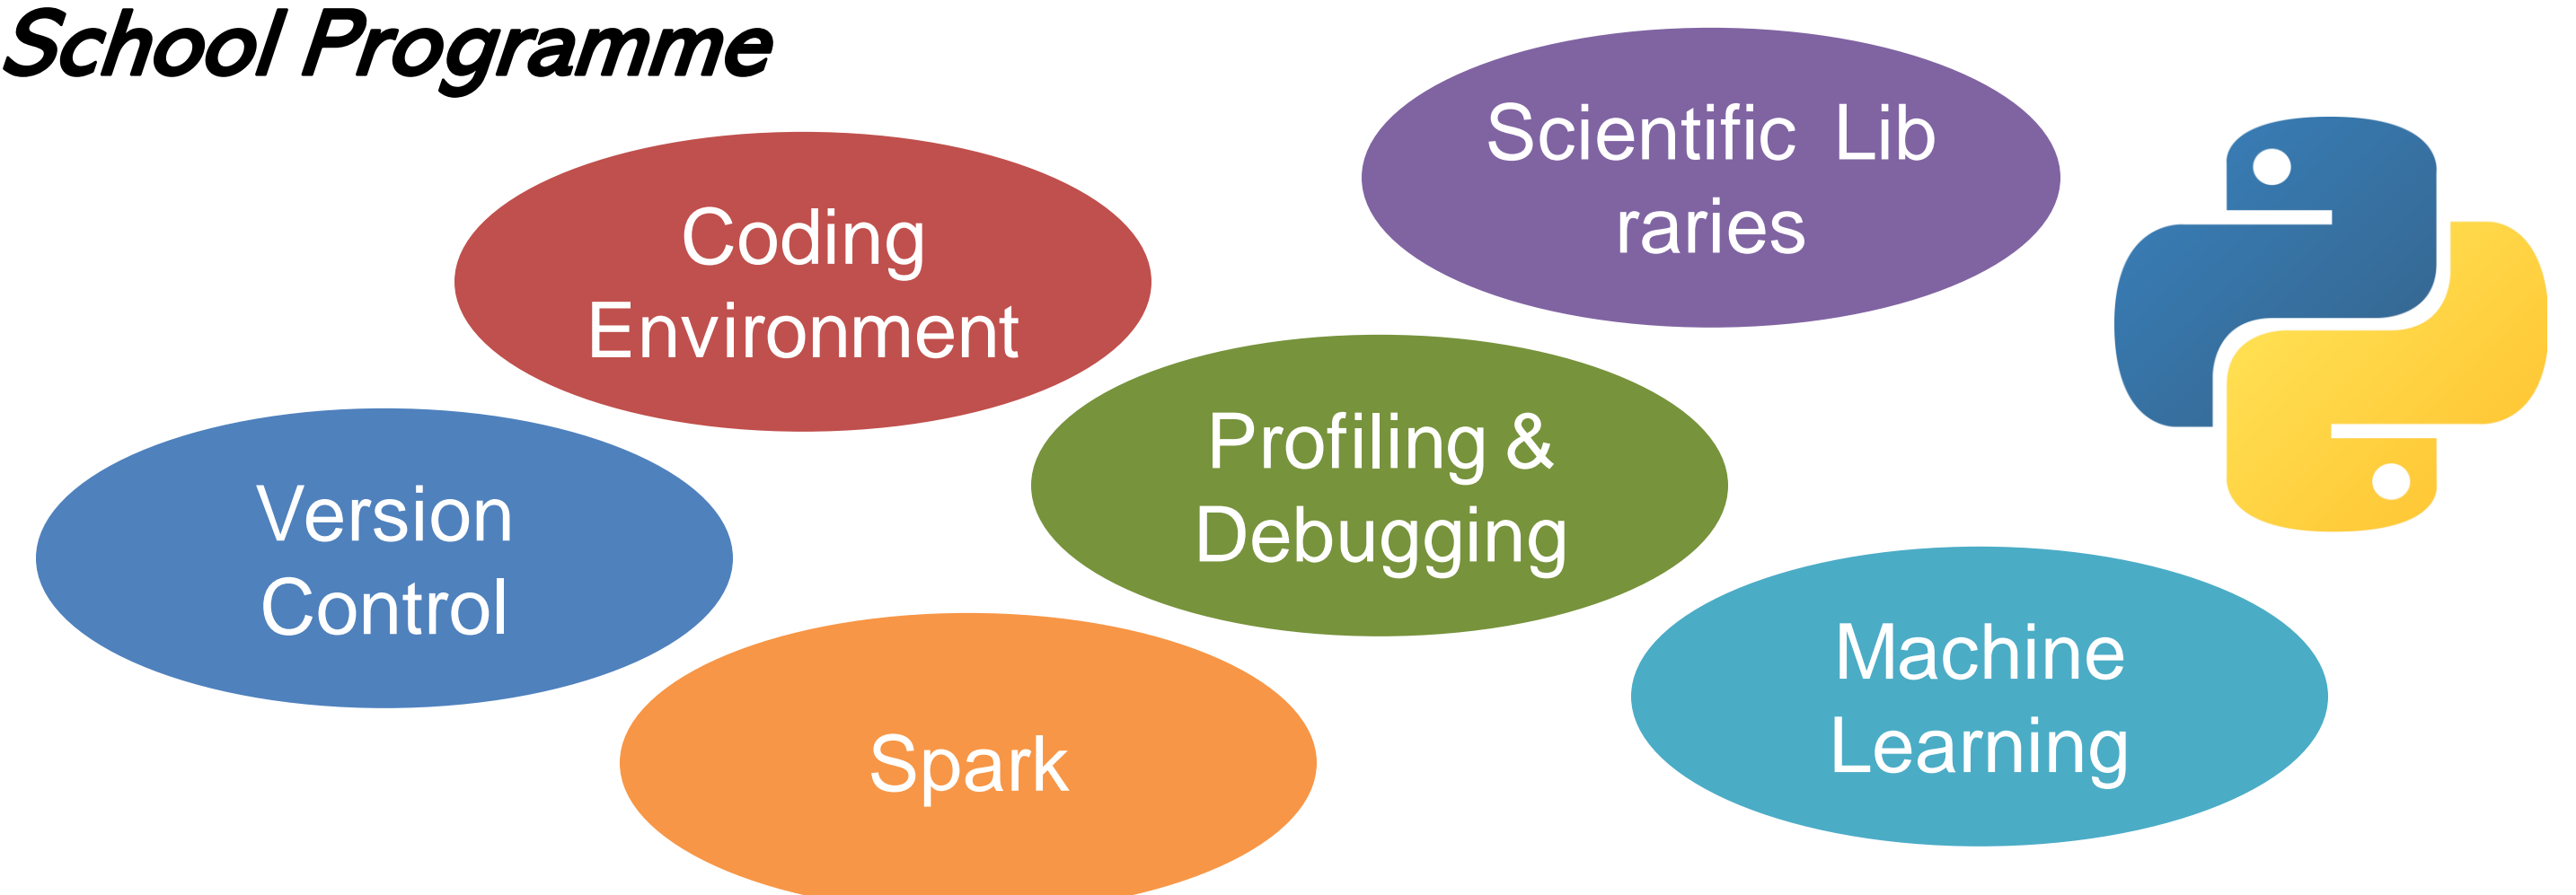 School Programme
Scientific Lib
raries
Coding
Environment
Profiling &
Debugging
Version
Control
Machine
Learning
Spark